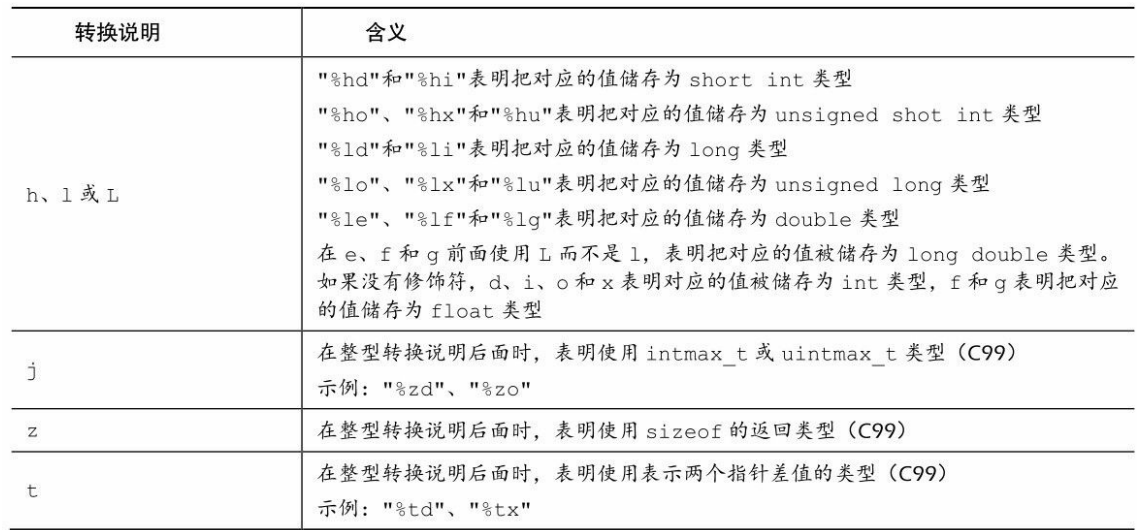 转换说明 含义
"%hd"和"%hi"表明把对应的值储存为 short int 类型
"%ho"、"%hx"和"%hu"表明把对应的值储存为 unsigned shot int 类型
"%ld"和"%li"表明把对应的值储存为 long 类型
h、l 或 L
"%lo"、"%lx"和"%lu"表明把对应的值储存为 unsigned long 类型
"%le"、"%lf"和"%lg"表明把对应的值储存为 double 类型
在 e、f 和 g 前面使用 L 而不是 l，表明把对应的值被储存为 long double 类型。
如果没有修饰符，d、i、o 和 x 表明对应的值被储存为 int 类型，f 和 g 表明把对应
的值储存为 float 类型
j
在整型转换说明后面时，表明使用 intmax_t 或 uintmax_t 类型（C99）
示例："%zd"、"%zo"
z 在整型转换说明后面时，表明使用 sizeof 的返回类型（C99）
t
在整型转换说明后面时，表明使用表示两个指针差值的类型（C99）
示例："%td"、"%tx"